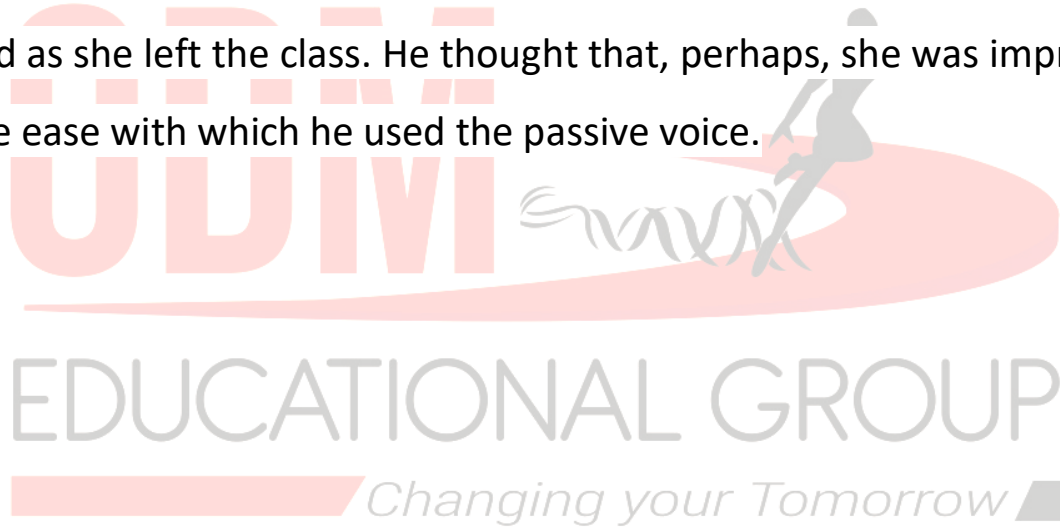 d as she left the class. He thought that, perhaps, she was impr
e ease with which he used the passive voice.
ODM
EDUCATIONAL GROUP
Changing your Tomorrow